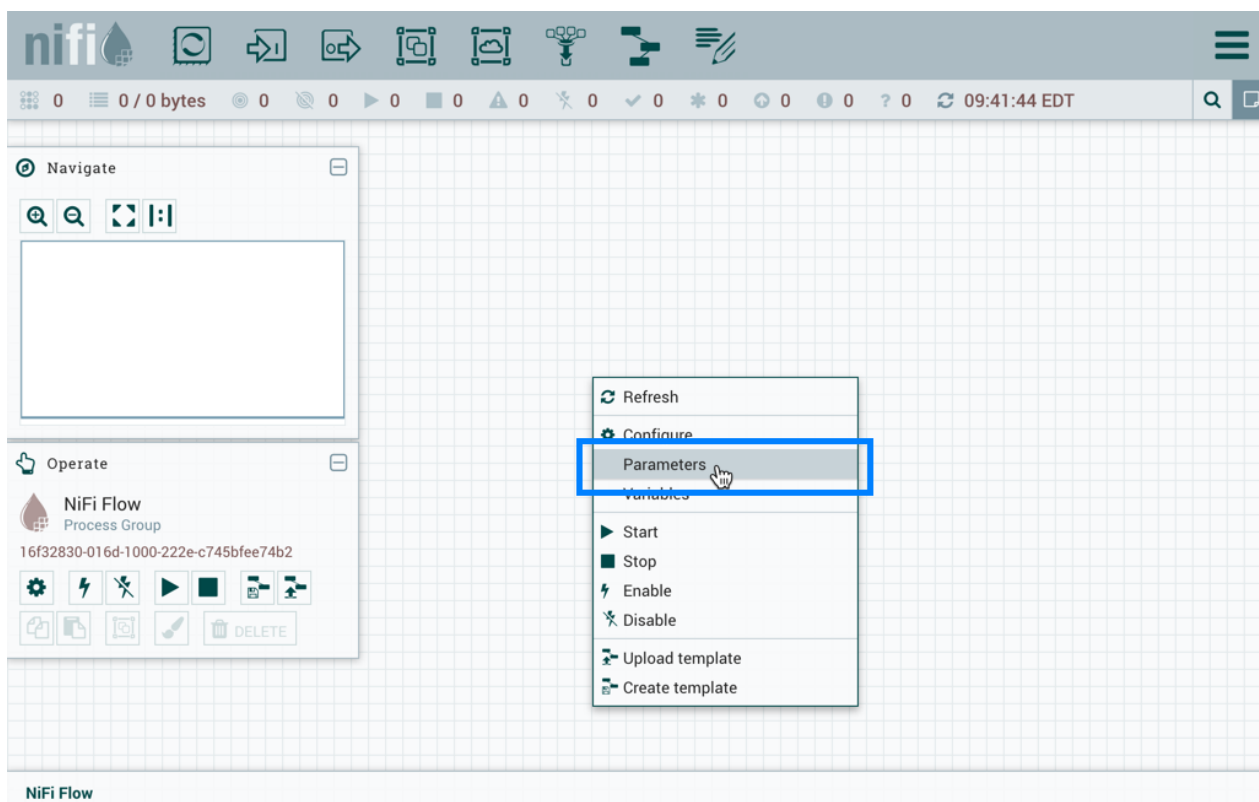 nifi
0 0 / 0 bytes 0 0 0 0 0 0 0 0 0 0 ? 0 09:41:44 EDT
Navigate
Operate
NiFi Flow
Process Group
16f32830-016d-1000-222e-c745bfee74b2
DELETE
Refresh
Configure
Parameters
Variables
Start
Stop
Enable
Disable
Upload template
Create template
NiFi Flow